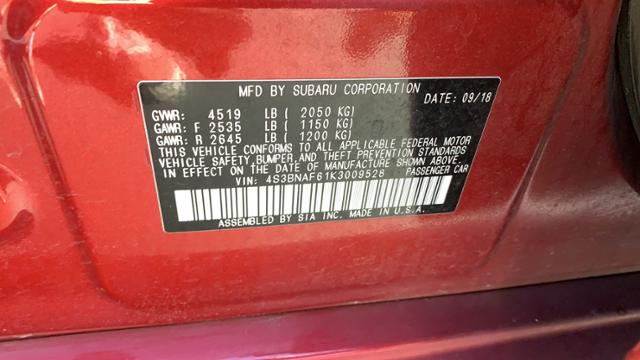 MFD BY SUBARU CORPORATION
DATE: 09/18
GVWR: 4519 LB ( 2050 KG)
GAWR: F 2535 LB ( 1150 KG)
GAWR: R 2645 LB ( 1200 KG)
THIS VEHICLE CONFORMS TO ALL APPLICABLE FEDERAL MOTOR
VEHICLE SAFETY, BUMPER, AND THEFT PREVENTION STANDARDS
IN EFFECT ON THE DATE OF MANUFACTURE SHOWN ABOVE.
VIN: 4S3BNAF61K3009528 PASSENGER CAR
ASSEMBLED BY SIA INC. MADE IN U.S.A.